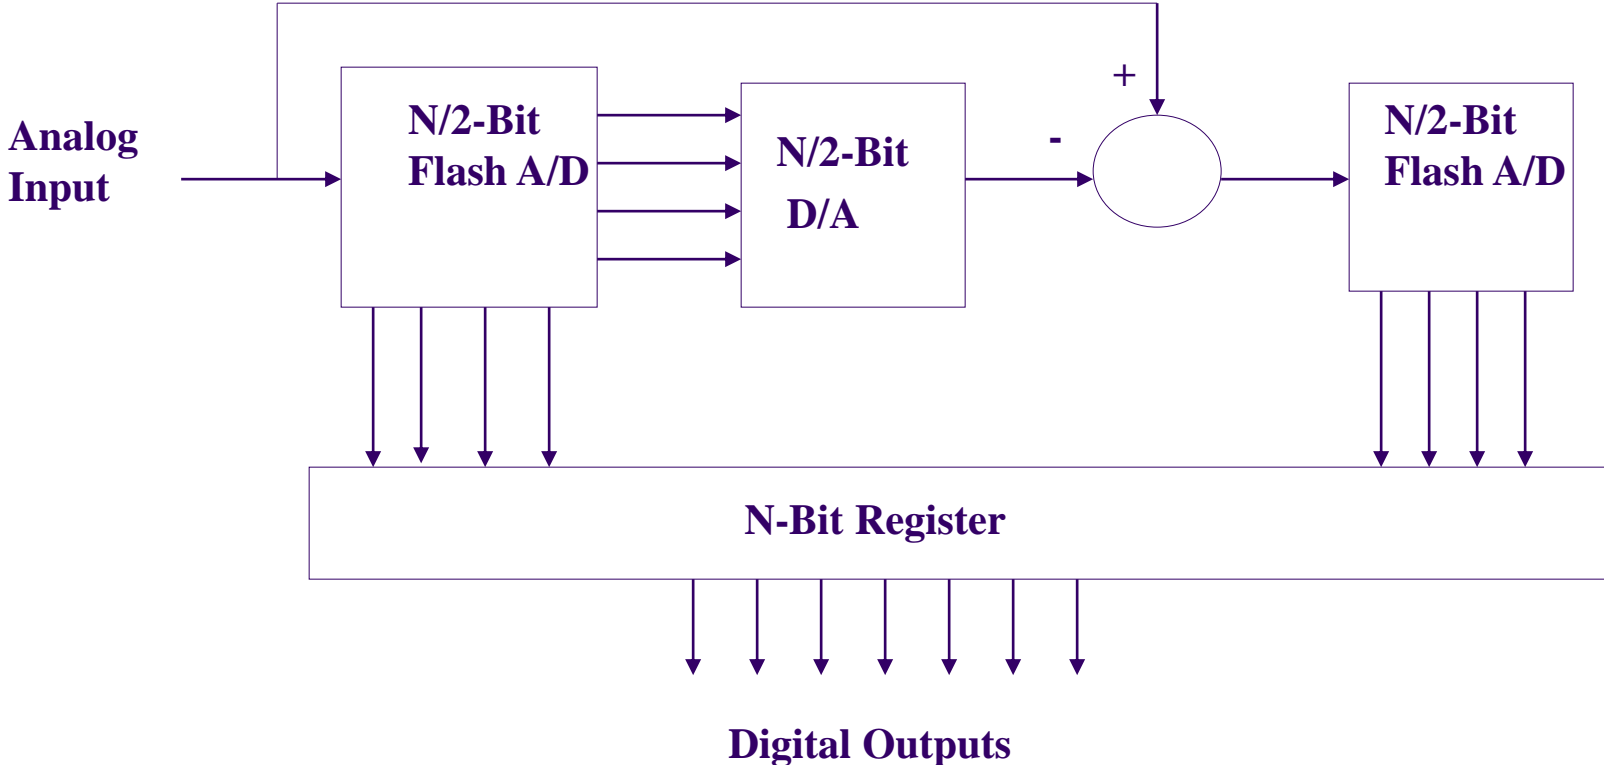 Analog
Input
N/2-Bit
Flash A/D
N/2-Bit
D/A
+
-
N/2-Bit
Flash A/D
N-Bit Register
Digital Outputs